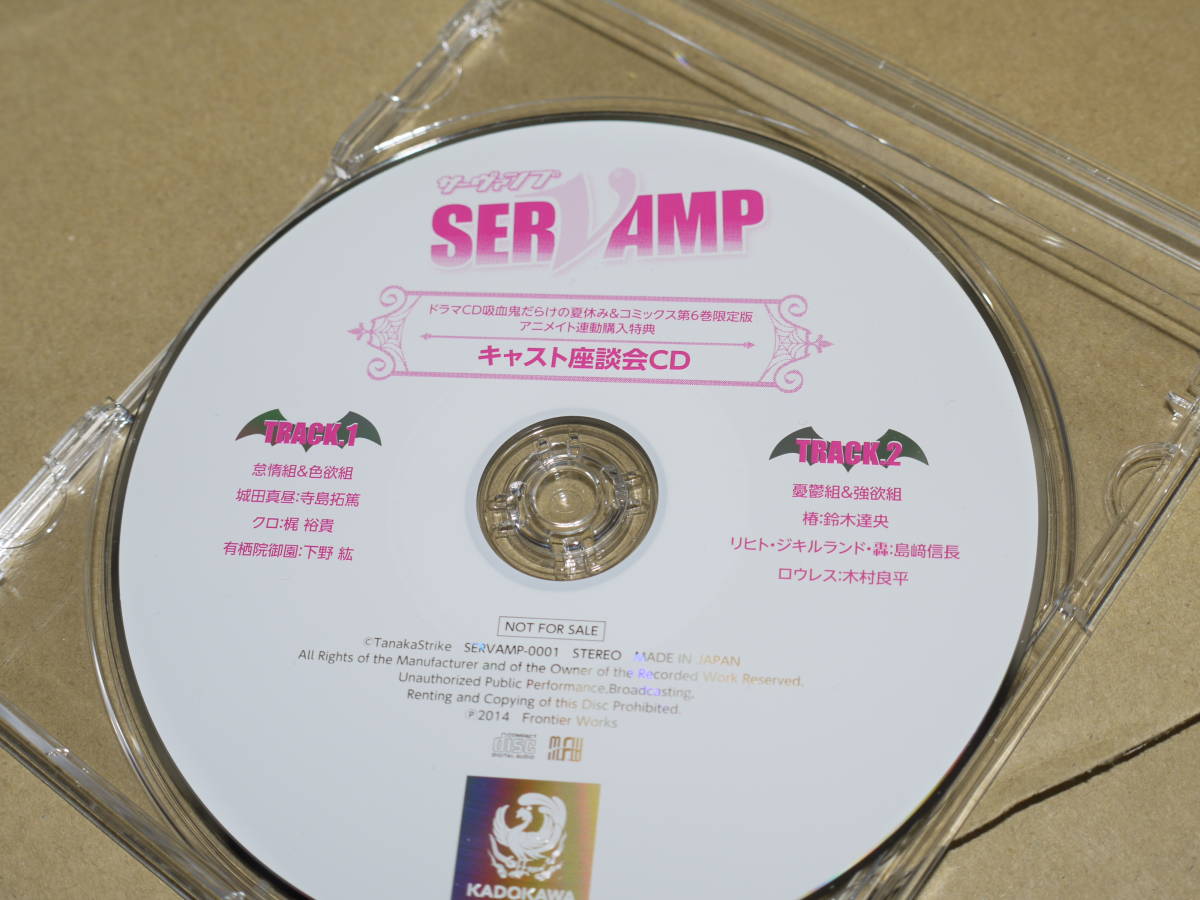 サーヴァンプ
SERVAMP
ドラマCD吸血鬼だらけの夏休み&コミックス第6巻限定版
アニメイト連動購入特典
キャスト座談会CD
TRACK.1
怠惰組&色欲組
城田真昼:寺島拓篤
クロ:梶 裕貴
有栖院御園:下野 紘
TRACK.2
憂鬱組&強欲組
椿:鈴木達央
リヒト・ジキルランド・轟:島﨑信長
ロウレス:木村良平
NOT FOR SALE
©TanakaStrike SERVAMP-0001 STEREO MADE IN JAPAN
All Rights of the Manufacturer and of the Owner of the Recorded Work Reserved.
Unauthorized Public Performance,Broadcasting,
Renting and Copying of this Disc Prohibited.
℗2014 Frontier Works
COMPACT
disc
DIGITAL AUDIO
KADOKAWA